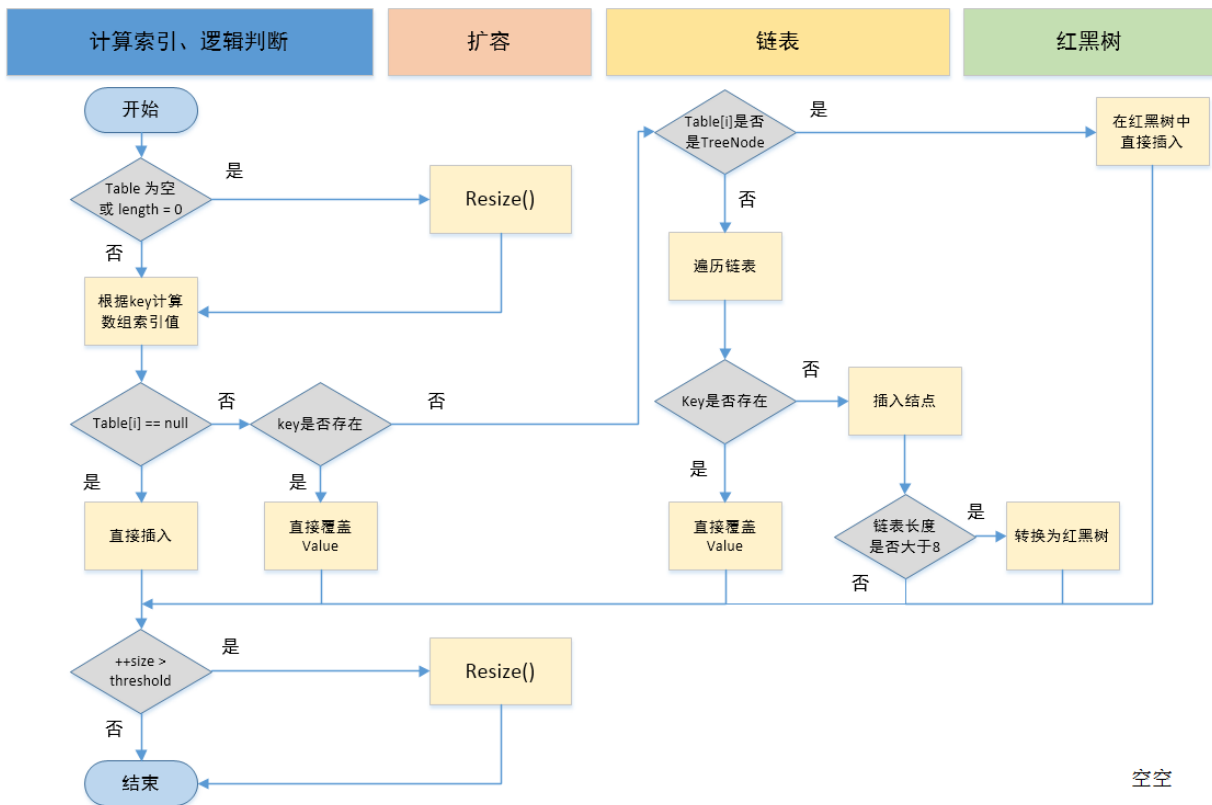 计算索引、逻辑判断
扩容
链表
红黑树
开始
Table 为空
或 length = 0
是
Resize()
否
根据key计算
数组索引值
Table[i] == null
否
key是否存在
否
是
直接插入
是
直接覆盖
Value
Table[i]是否
是TreeNode
是
在红黑树中
直接插入
否
遍历链表
Key是否存在
否
插入结点
是
直接覆盖
Value
链表长度
是否大于8
是
转换为红黑树
否
++size >
threshold
是
Resize()
否
结束
空空